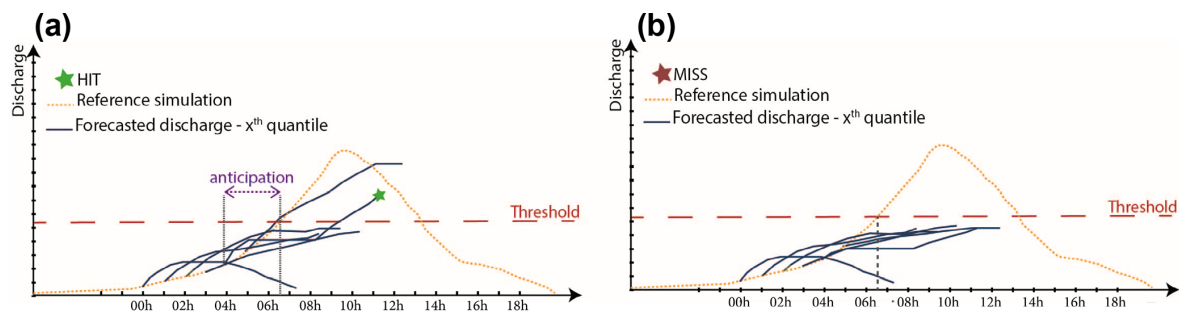 (a)
Discharge
HIT
Reference simulation
Forecasted discharge - xth quantile
anticipation
Threshold
00h 02h 04h 06h 08h 10h 12h 14h 16h 18h
(b)
Discharge
MISS
Reference simulation
Forecasted discharge - xth quantile
Threshold
00h 02h 04h 06h 08h 10h 12h 14h 16h 18h